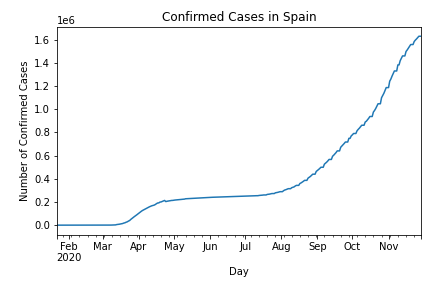 Confirmed Cases in Spain
1e6
1.6
1.4
1.2
1.0
0.8
0.6
0.4
0.2
0.0
Number of Confirmed Cases
Feb Mar Apr May Jun Jul Aug Sep Oct Nov
2020
Day